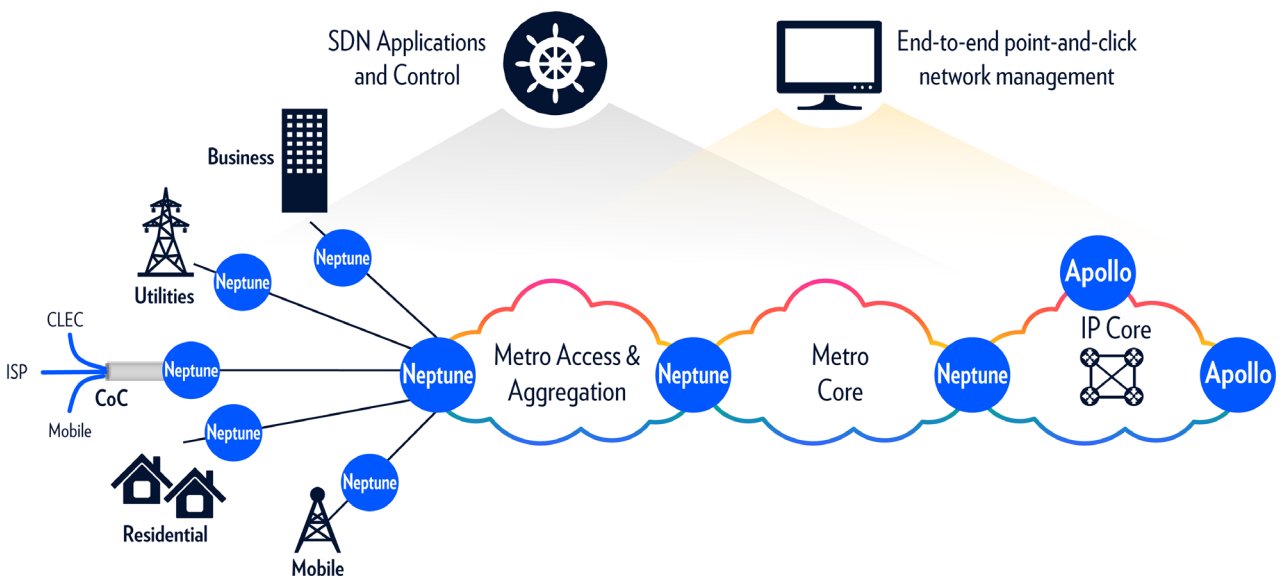 SDN Applications
and Control
End-to-end point-and-click
network management
Business
Neptune
Utilities
Neptune
CLEC
ISP
Mobile
CoC
Neptune
Residential
Neptune
Mobile
Neptune
Neptune
Metro Access &
Aggregation
Neptune
Metro
Core
Neptune
Apollo
IP Core
Apollo